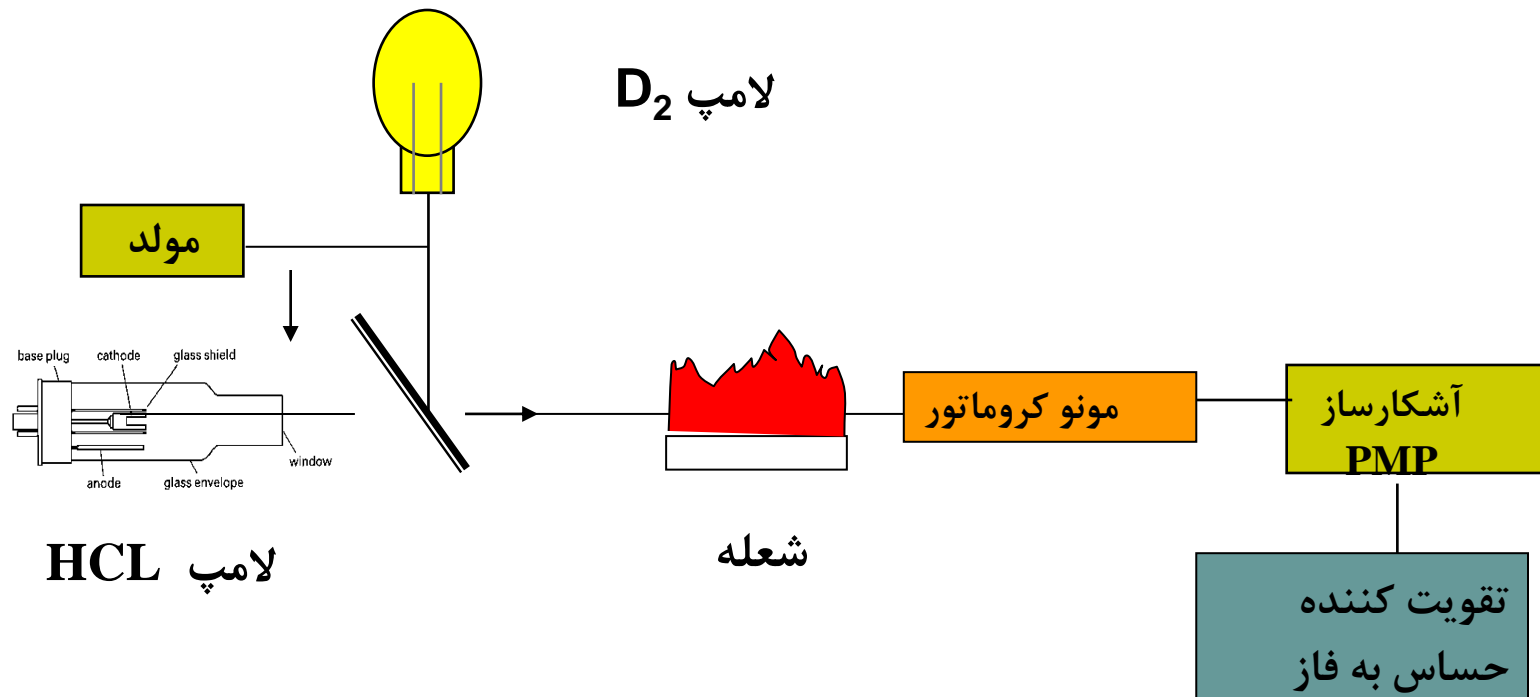 لامپ D₂
مولد
base plug
cathode
glass shield
window
anode
glass envelope
لامپ HCL
شعله
مونو کروماتور
آشکارساز
PMP
تقویت کننده
حساس به فاز